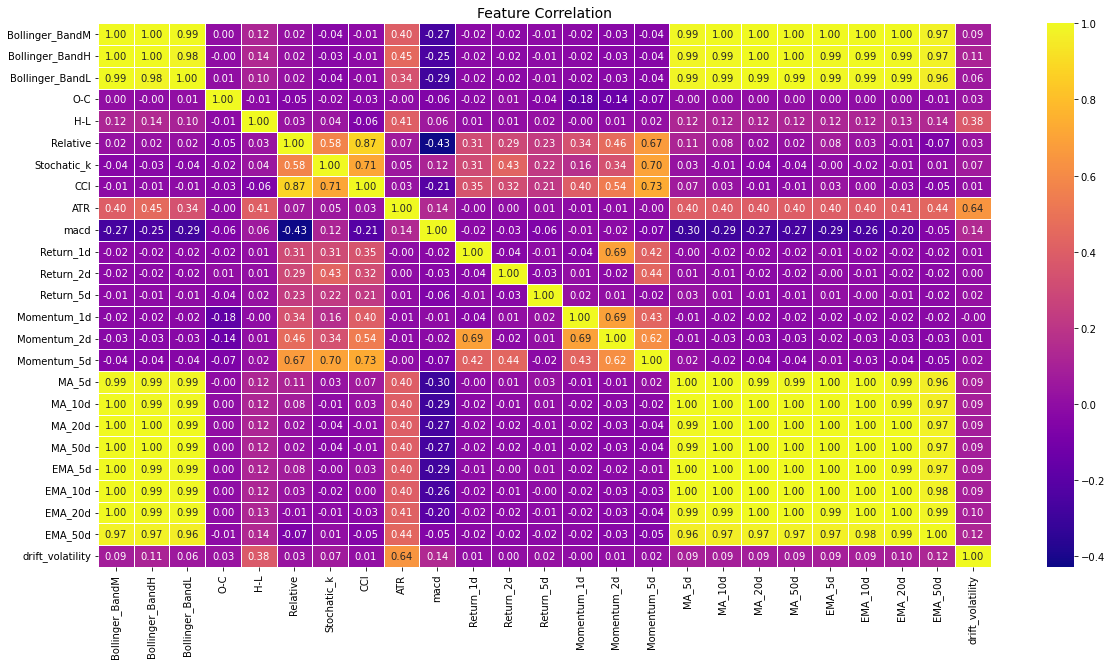 Feature Correlation
Bollinger_BandM 1.00 1.00 0.99 0.00 0.12 0.02 -0.04 -0.01 0.40 -0.27 -0.02 -0.02 -0.01 -0.02 -0.03 -0.04 0.99 1.00 1.00 1.00 1.00 1.00 1.00 0.97 0.09
Bollinger_BandH 1.00 1.00 0.98 -0.00 0.14 0.02 -0.03 -0.01 0.45 -0.25 -0.02 -0.02 -0.01 -0.02 -0.03 -0.04 0.99 0.99 1.00 1.00 0.99 0.99 0.99 0.97 0.11
Bollinger_BandL 0.99 0.98 1.00 0.01 0.10 0.02 -0.04 -0.01 0.34 -0.29 -0.02 -0.02 -0.01 -0.02 -0.03 -0.04 0.99 0.99 0.99 0.99 0.99 0.99 0.99 0.96 0.06
O-C 0.00 -0.00 0.01 1.00 -0.01 -0.05 -0.02 -0.03 -0.00 -0.06 -0.02 0.01 -0.04 -0.18 -0.14 -0.07 -0.00 0.00 0.00 0.00 0.00 0.00 0.00 -0.01 0.03
H-L 0.12 0.14 0.10 -0.01 1.00 0.03 0.04 -0.06 0.41 0.06 0.01 0.01 0.02 -0.00 0.01 0.02 0.12 0.12 0.12 0.12 0.12 0.12 0.13 0.14 0.38
Relative 0.02 0.02 0.02 -0.05 0.03 1.00 0.58 0.87 0.07 -0.43 0.31 0.29 0.23 0.34 0.46 0.67 0.11 0.08 0.02 0.02 0.08 0.03 -0.01 -0.07 0.03
Stochatic_k -0.04 -0.03 -0.04 -0.02 0.04 0.58 1.00 0.71 0.05 0.12 0.31 0.43 0.22 0.16 0.34 0.70 0.03 -0.01 -0.04 -0.04 -0.00 -0.02 -0.01 0.01 0.07
CCI -0.01 -0.01 -0.01 -0.03 -0.06 0.87 0.71 1.00 0.03 -0.21 0.35 0.32 0.21 0.40 0.54 0.73 0.07 0.03 -0.01 -0.01 0.03 0.00 -0.03 -0.05 0.01
ATR 0.40 0.45 0.34 -0.00 0.41 0.07 0.05 0.03 1.00 0.14 -0.00 0.00 0.01 -0.01 -0.01 -0.00 0.40 0.40 0.40 0.40 0.40 0.40 0.41 0.44 0.64
macd -0.27 -0.25 -0.29 -0.06 0.06 -0.43 0.12 -0.21 0.14 1.00 -0.02 -0.03 -0.06 -0.01 -0.02 -0.07 -0.30 -0.29 -0.27 -0.27 -0.29 -0.26 -0.20 -0.05 0.14
Return_1d -0.02 -0.02 -0.02 -0.02 0.01 0.31 0.31 0.35 -0.00 -0.02 1.00 -0.04 -0.01 -0.04 0.69 0.42 -0.00 -0.02 -0.02 -0.02 -0.01 -0.02 -0.02 -0.02 0.01
Return_2d -0.02 -0.02 -0.02 0.01 0.01 0.29 0.43 0.32 0.00 -0.03 -0.04 1.00 -0.03 0.01 -0.02 0.44 0.01 -0.01 -0.02 -0.02 -0.00 -0.01 -0.02 -0.02 0.00
Return_5d -0.01 -0.01 -0.01 -0.04 0.02 0.23 0.22 0.21 0.01 -0.06 -0.01 -0.03 1.00 0.02 0.01 -0.02 0.03 0.01 -0.01 -0.01 0.01 -0.00 -0.01 -0.02 0.02
Momentum_1d -0.02 -0.02 -0.02 -0.18 -0.00 0.34 0.16 0.40 -0.01 -0.01 -0.04 0.01 0.02 1.00 0.69 0.43 -0.01 -0.02 -0.02 -0.02 -0.02 -0.02 -0.02 -0.03 -0.00
Momentum_2d -0.03 -0.03 -0.03 -0.14 0.01 0.46 0.34 0.54 -0.01 -0.02 0.69 -0.02 0.01 0.69 1.00 0.62 -0.01 -0.03 -0.03 -0.03 -0.02 -0.03 -0.03 -0.03 0.01
Momentum_5d -0.04 -0.04 -0.04 -0.07 0.02 0.67 0.70 0.73 -0.00 -0.07 0.42 0.44 -0.02 0.43 0.62 1.00 0.02 -0.02 -0.04 -0.04 -0.01 -0.03 -0.04 -0.05 0.02
MA_5d 0.99 0.99 0.99 -0.00 0.12 0.11 0.03 0.07 0.40 -0.30 -0.00 0.01 0.03 -0.01 -0.01 0.02 1.00 1.00 0.99 0.99 1.00 1.00 0.99 0.96 0.09
MA_10d 1.00 0.99 0.99 0.00 0.12 0.08 -0.01 0.03 0.40 -0.29 -0.02 -0.01 0.01 -0.02 -0.03 -0.02 1.00 1.00 1.00 1.00 1.00 1.00 0.99 0.97 0.09
MA_20d 1.00 1.00 0.99 0.00 0.12 0.02 -0.04 -0.01 0.40 -0.27 -0.02 -0.02 -0.01 -0.02 -0.03 -0.04 0.99 1.00 1.00 1.00 1.00 1.00 1.00 0.97 0.09
MA_50d 1.00 1.00 0.99 0.00 0.12 0.02 -0.04 -0.01 0.40 -0.27 -0.02 -0.02 -0.01 -0.02 -0.03 -0.04 0.99 1.00 1.00 1.00 1.00 1.00 1.00 0.97 0.09
EMA_5d 1.00 0.99 0.99 0.00 0.12 0.08 -0.00 0.03 0.40 -0.29 -0.01 -0.00 0.01 -0.02 -0.02 -0.01 1.00 1.00 1.00 1.00 1.00 1.00 0.99 0.97 0.09
EMA_10d 1.00 0.99 0.99 0.00 0.12 0.03 -0.02 0.00 0.40 -0.26 -0.02 -0.01 -0.00 -0.02 -0.03 -0.03 1.00 1.00 1.00 1.00 1.00 1.00 1.00 0.98 0.09
EMA_20d 1.00 0.99 0.99 0.00 0.13 -0.01 -0.01 -0.03 0.41 -0.20 -0.02 -0.02 -0.01 -0.02 -0.03 -0.04 0.99 0.99 1.00 1.00 0.99 1.00 1.00 0.99 0.10
EMA_50d 0.97 0.97 0.96 -0.01 0.14 -0.07 0.01 -0.05 0.44 -0.05 -0.02 -0.02 -0.02 -0.03 -0.03 -0.05 0.96 0.97 0.97 0.97 0.97 0.98 0.99 1.00 0.12
drift_volatility 0.09 0.11 0.06 0.03 0.38 0.03 0.07 0.01 0.64 0.14 0.01 0.00 0.02 -0.00 0.01 0.02 0.09 0.09 0.09 0.09 0.09 0.09 0.10 0.12 1.00
Bollinger_BandM
Bollinger_BandH
Bollinger_BandL
O-C
H-L
Relative
Stochatic_k
CCI
ATR
macd
Return_1d
Return_2d
Return_5d
Momentum_1d
Momentum_2d
Momentum_5d
MA_5d
MA_10d
MA_20d
MA_50d
EMA_5d
EMA_10d
EMA_20d
EMA_50d
drift_volatility
1.0
0.8
0.6
0.4
0.2
0.0
−0.2
−0.4